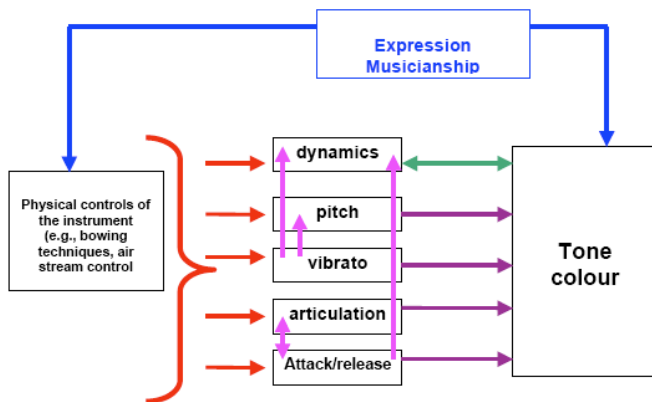 Expression
Musicianship
dynamics
Physical controls of
the instrument
(e.g., bowing
techniques, air
stream control
pitch
vibrato
articulation
Attack/release
Tone
colour